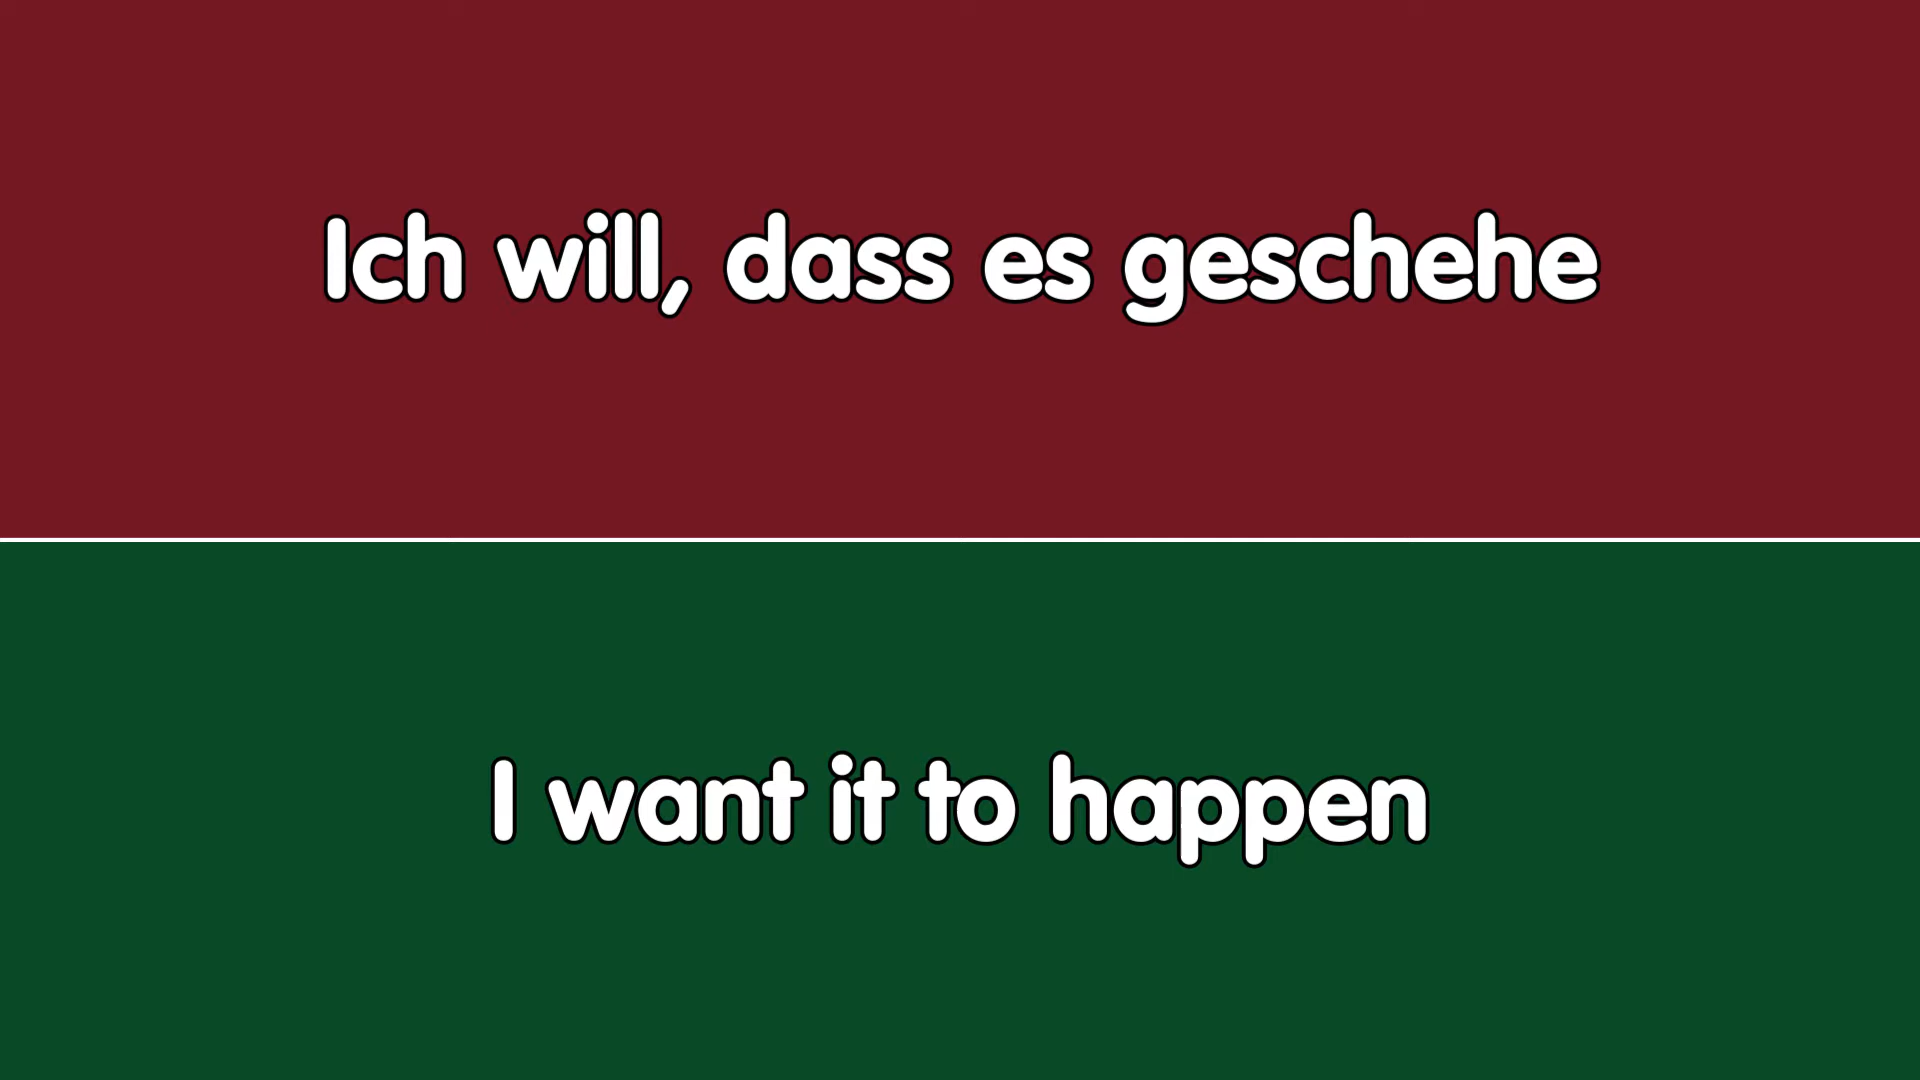 Ich will, dass es geschehe
I want it to happen